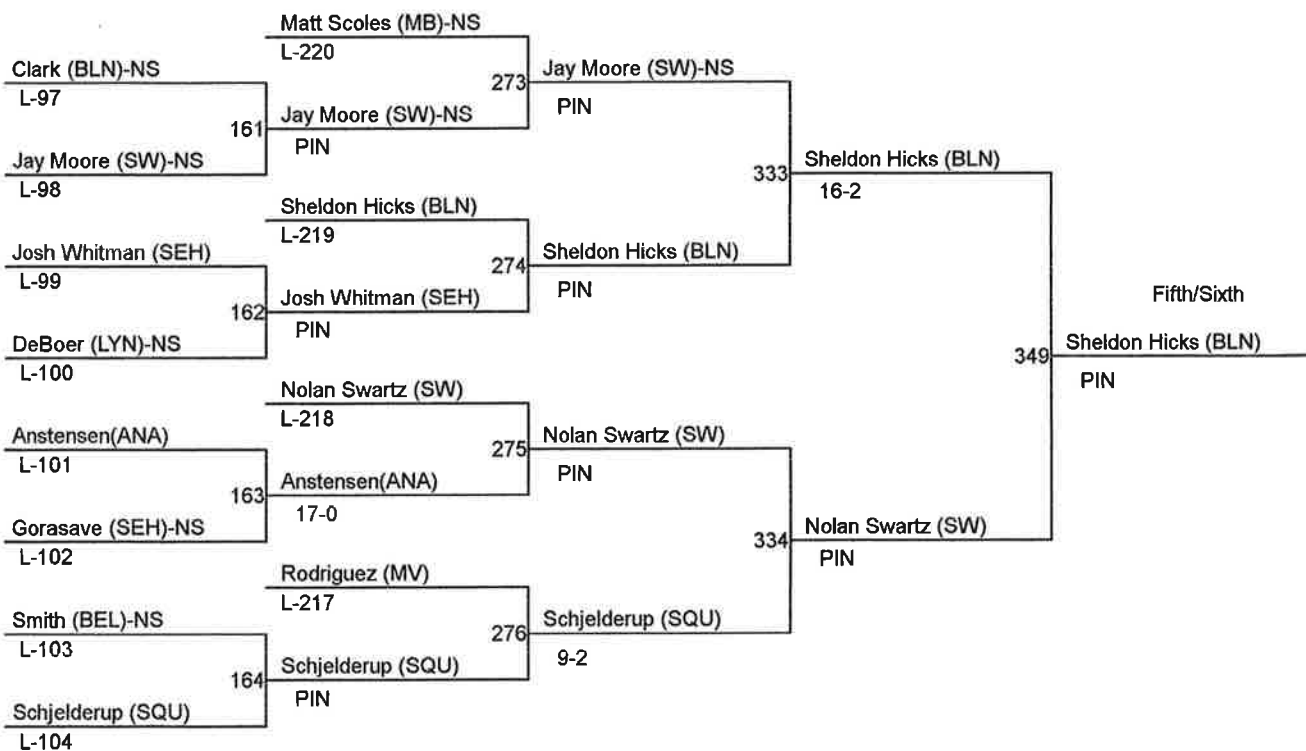 Matt Scoles (MB)-NS
L-220
Clark (BLN)-NS
L-97
161
Jay Moore (SW)-NS
PIN
Jay Moore (SW)-NS
L-98
273
Jay Moore (SW)-NS
PIN
Sheldon Hicks (BLN)
L-219
Josh Whitman (SEH)
L-99
162
Josh Whitman (SEH)
PIN
DeBoer (LYN)-NS
L-100
274
Sheldon Hicks (BLN)
PIN
333
Sheldon Hicks (BLN)
16-2
Nolan Swartz (SW)
L-218
Anstensen(ANA)
L-101
163
Anstensen(ANA)
17-0
Gorasave (SEH)-NS
L-102
275
Nolan Swartz (SW)
PIN
Rodriguez (MV)
L-217
Smith (BEL)-NS
L-103
164
Schjelderup (SQU)
PIN
Schjelderup (SQU)
L-104
276
Schjelderup (SQU)
9-2
334
Nolan Swartz (SW)
PIN
Fifth/Sixth
349
Sheldon Hicks (BLN)
PIN